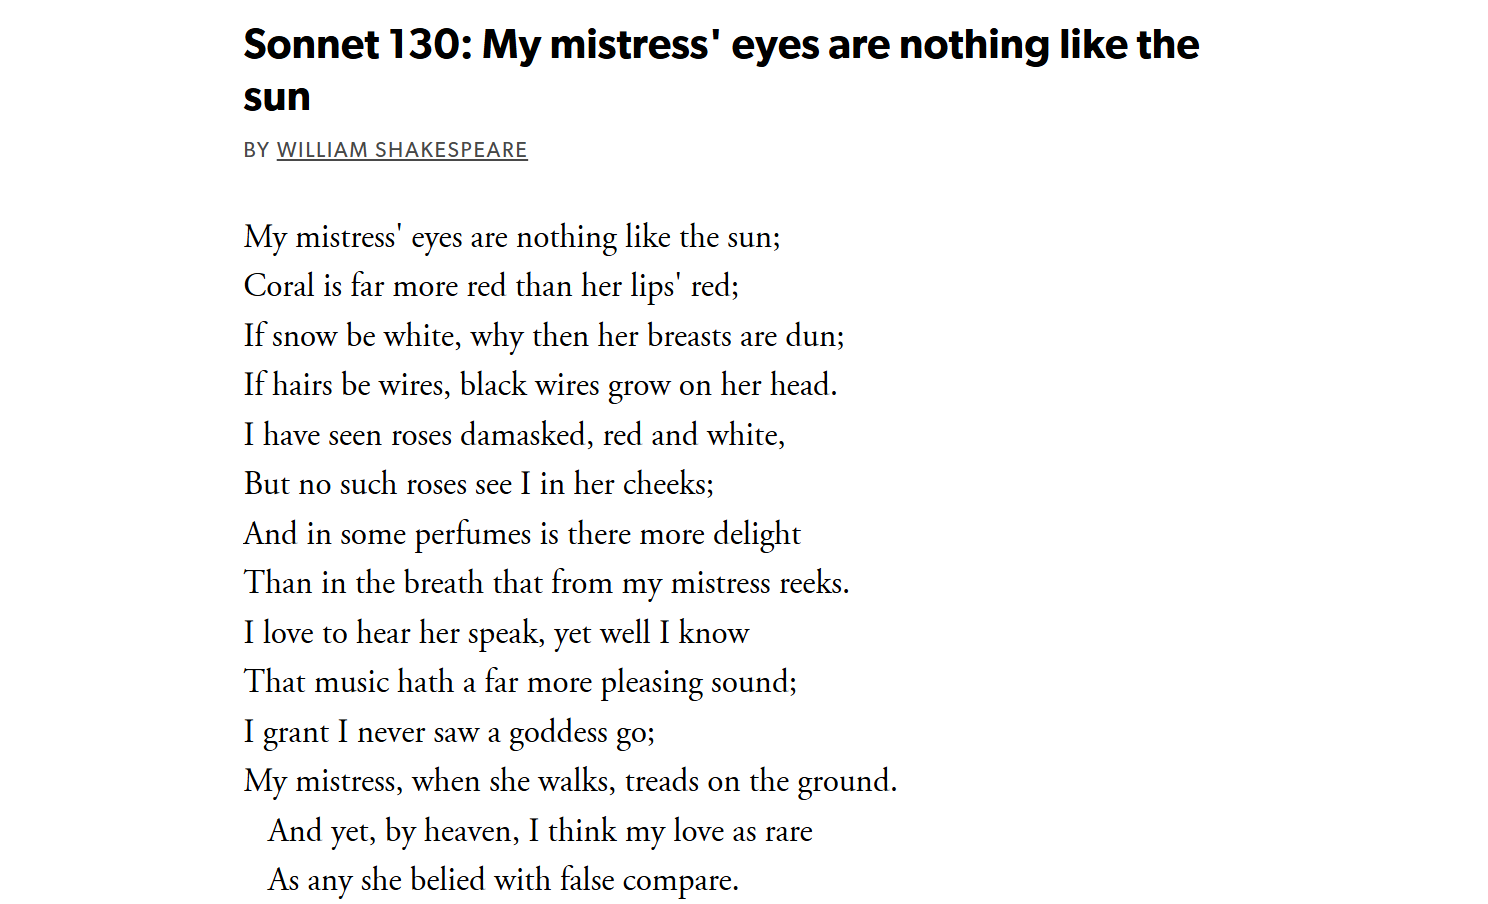 Sonnet 130: My mistress' eyes are nothing like the
sun
BY WILLIAM SHAKESPEARE
My mistress' eyes are nothing like the sun;
Coral is far more red than her lips' red;
If snow be white, why then her breasts are dun;
If hairs be wires, black wires grow on her head.
I have seen roses damasked, red and white,
But no such roses see I in her cheeks;
And in some perfumes is there more delight
Than in the breath that from my mistress reeks.
I love to hear her speak, yet well I know
That music hath a far more pleasing sound;
I grant I never saw a goddess go;
My mistress, when she walks, treads on the ground.
And yet, by heaven, I think my love as rare
As any she belied with false compare.